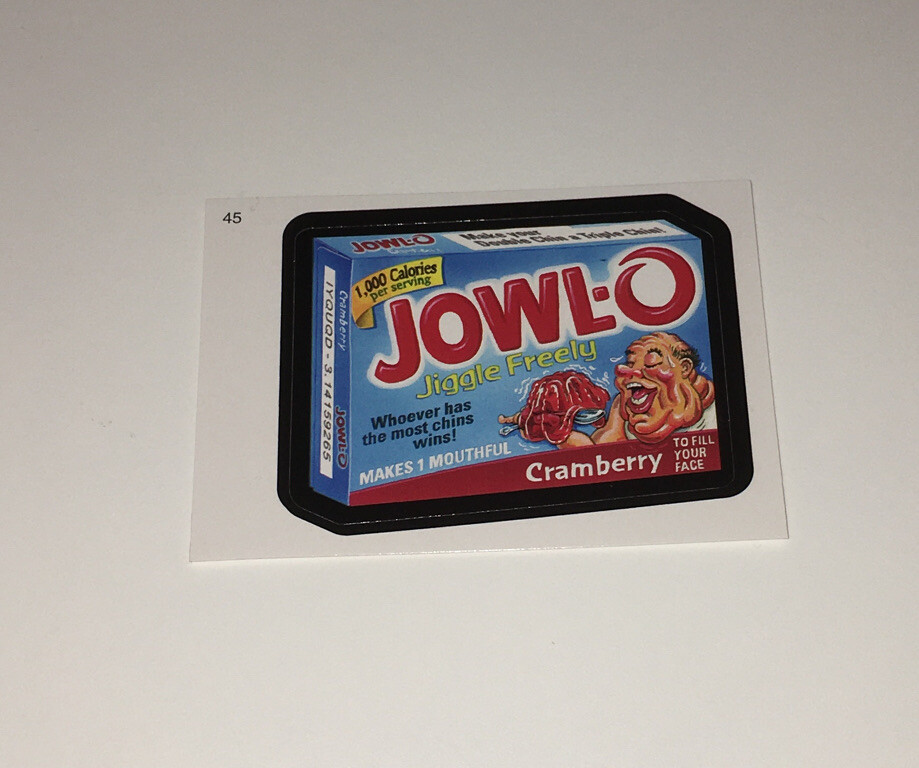 45
JOWL-O
Make your
Double Chin a Triple Chin!
1,000 Calories
per serving
JOWL-O
Jiggle Freely
Whoever has
the most chins
wins!
MAKES 1 MOUTHFUL
Cramberry
TO FILL
YOUR
FACE
Cramberry
JOWL-O
IYQUQD - 3.14159265